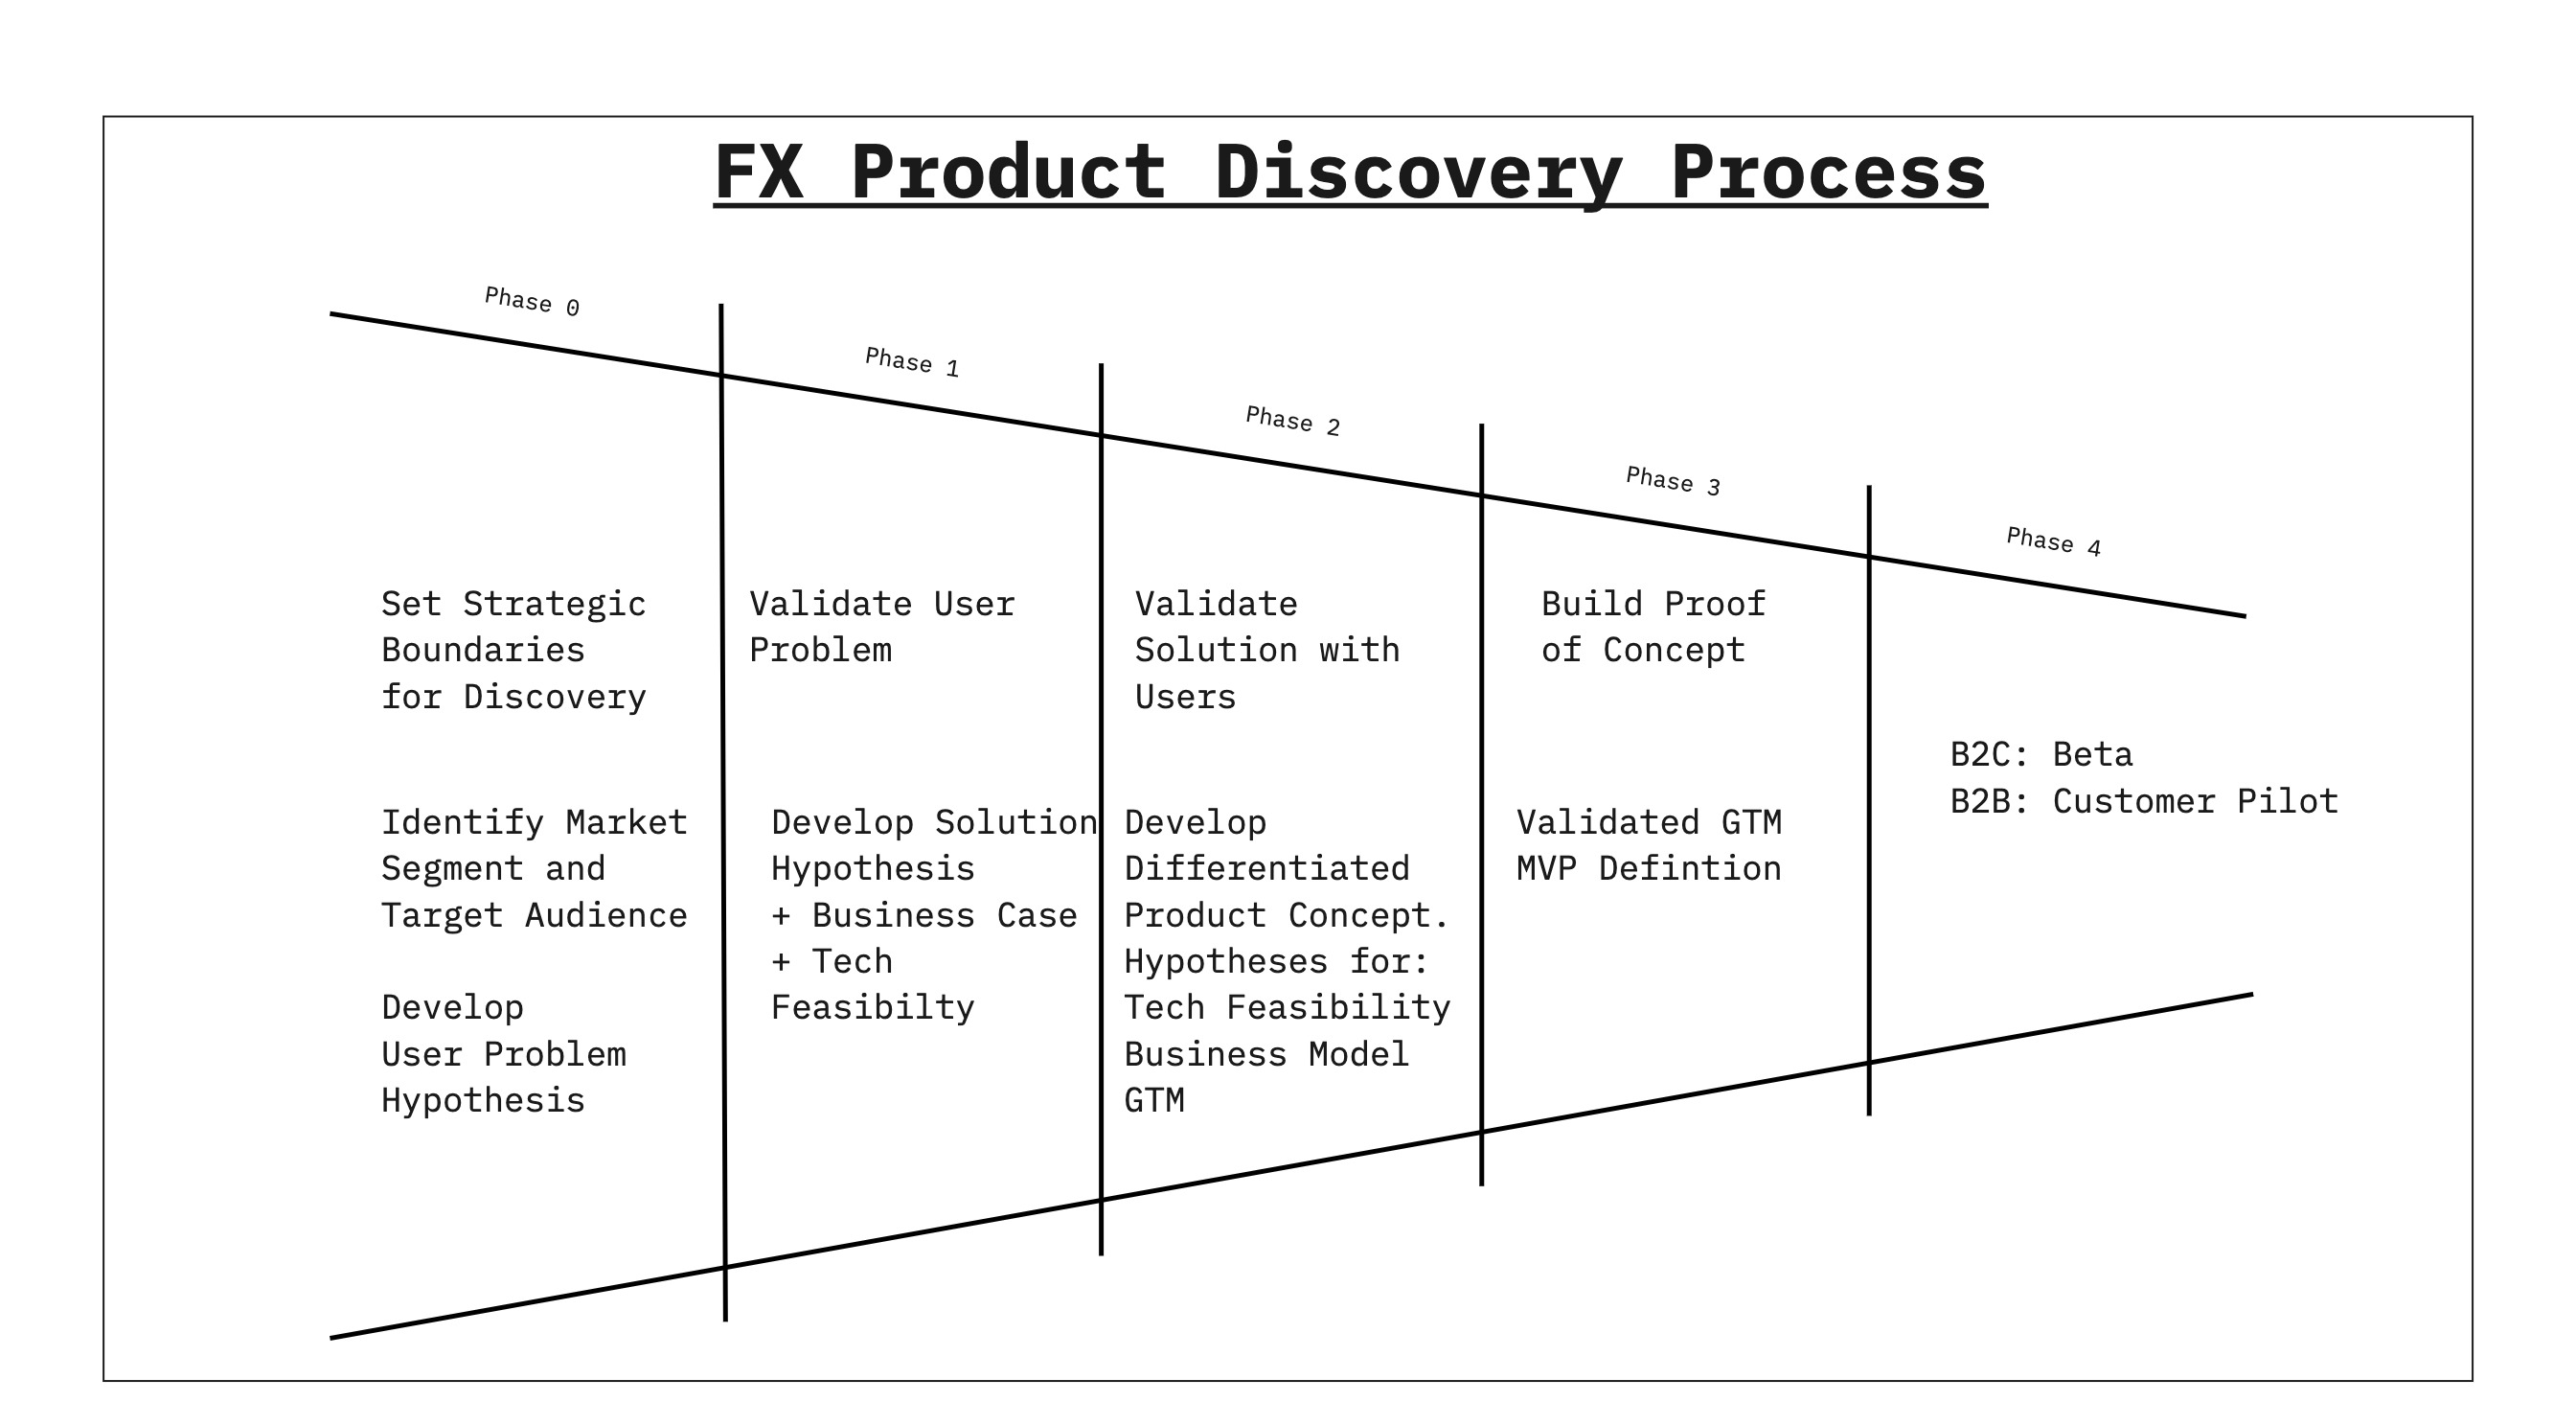 FX Product Discovery Process
Phase 0
Phase 1
Phase 2
Phase 3
Phase 4
Set Strategic
Boundaries
for Discovery
Identify Market
Segment and
Target Audience
Develop
User Problem
Hypothesis
Validate User
Problem
Develop Solution
Hypothesis
+ Business Case
+ Tech
Feasibilty
Validate
Solution with
Users
Develop
Differentiated
Product Concept.
Hypotheses for:
Tech Feasibility
Business Model
GTM
Build Proof
of Concept
Validated GTM
MVP Defintion
B2C: Beta
B2B: Customer Pilot